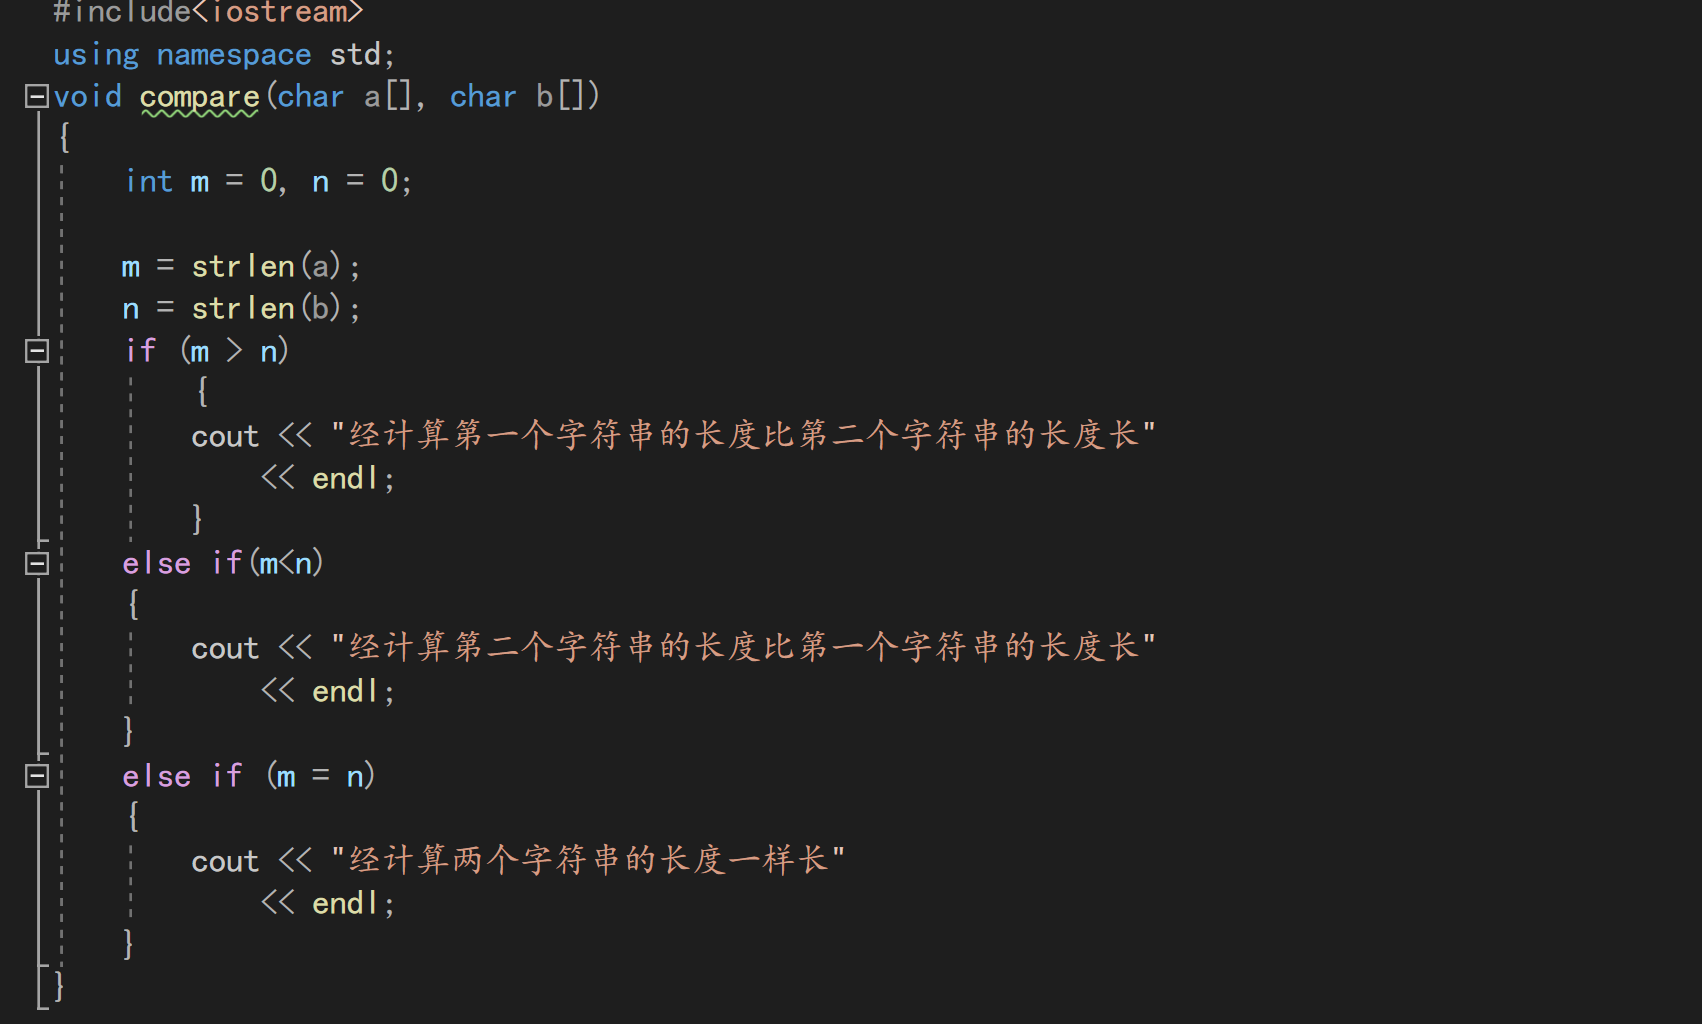 #include<iostream>
using namespace std;
void compare(char a[], char b[])
{
int m = 0, n = 0;
m = strlen(a);
n = strlen(b);
if (m > n)
{
cout << "经计算第一个字符串的长度比第二个字符串的长度长"
<< endl;
}
else if(m<n)
{
cout << "经计算第二个字符串的长度比第一个字符串的长度长"
<< endl;
}
else if (m = n)
{
cout << "经计算两个字符串的长度一样长"
<< endl;
}
}